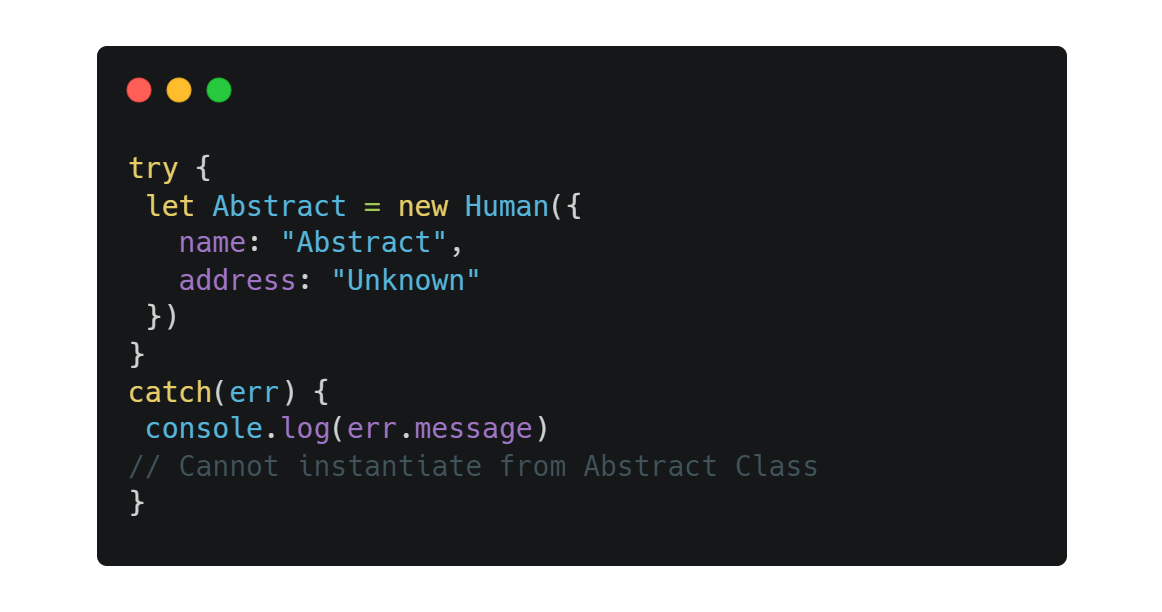 try {
 let Abstract = new Human({
   name: "Abstract",
   address: "Unknown"
 })
}
catch(err) {
 console.log(err.message)
// Cannot instantiate from Abstract Class
}